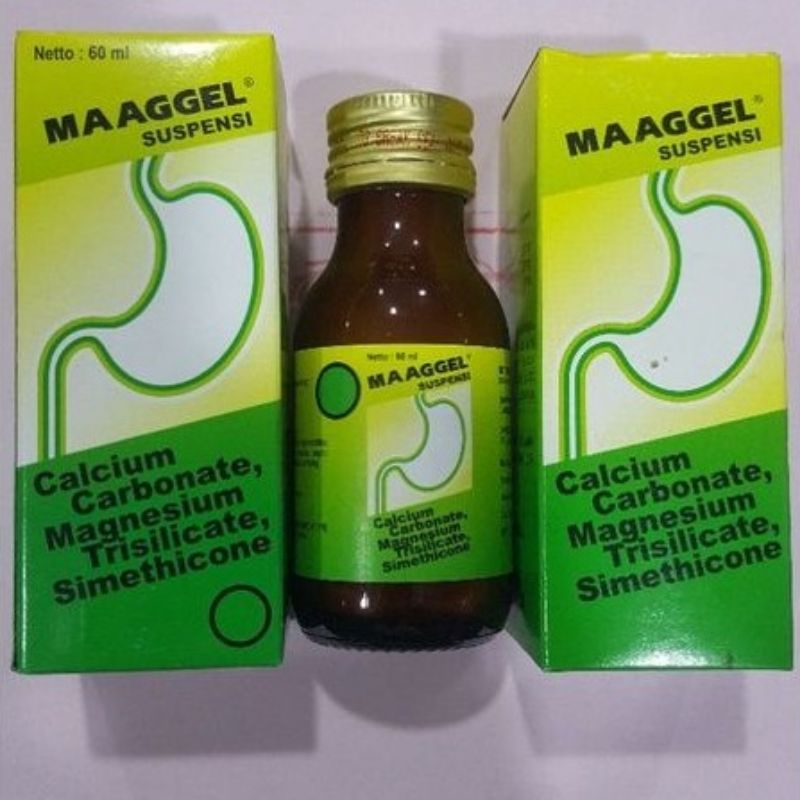 Netto : 60 ml
MAAGGEL®
SUSPENSI
Calcium
Carbonate,
Magnesium
Trisilicate,
Simethicone
Netto : 60 ml
MAAGGEL®
SUSPENSI
Calcium
Carbonate,
Magnesium
Trisilicate,
Simethicone
MAAGGEL®
SUSPENSI
Calcium
Carbonate,
Magnesium
Trisilicate,
Simethicone